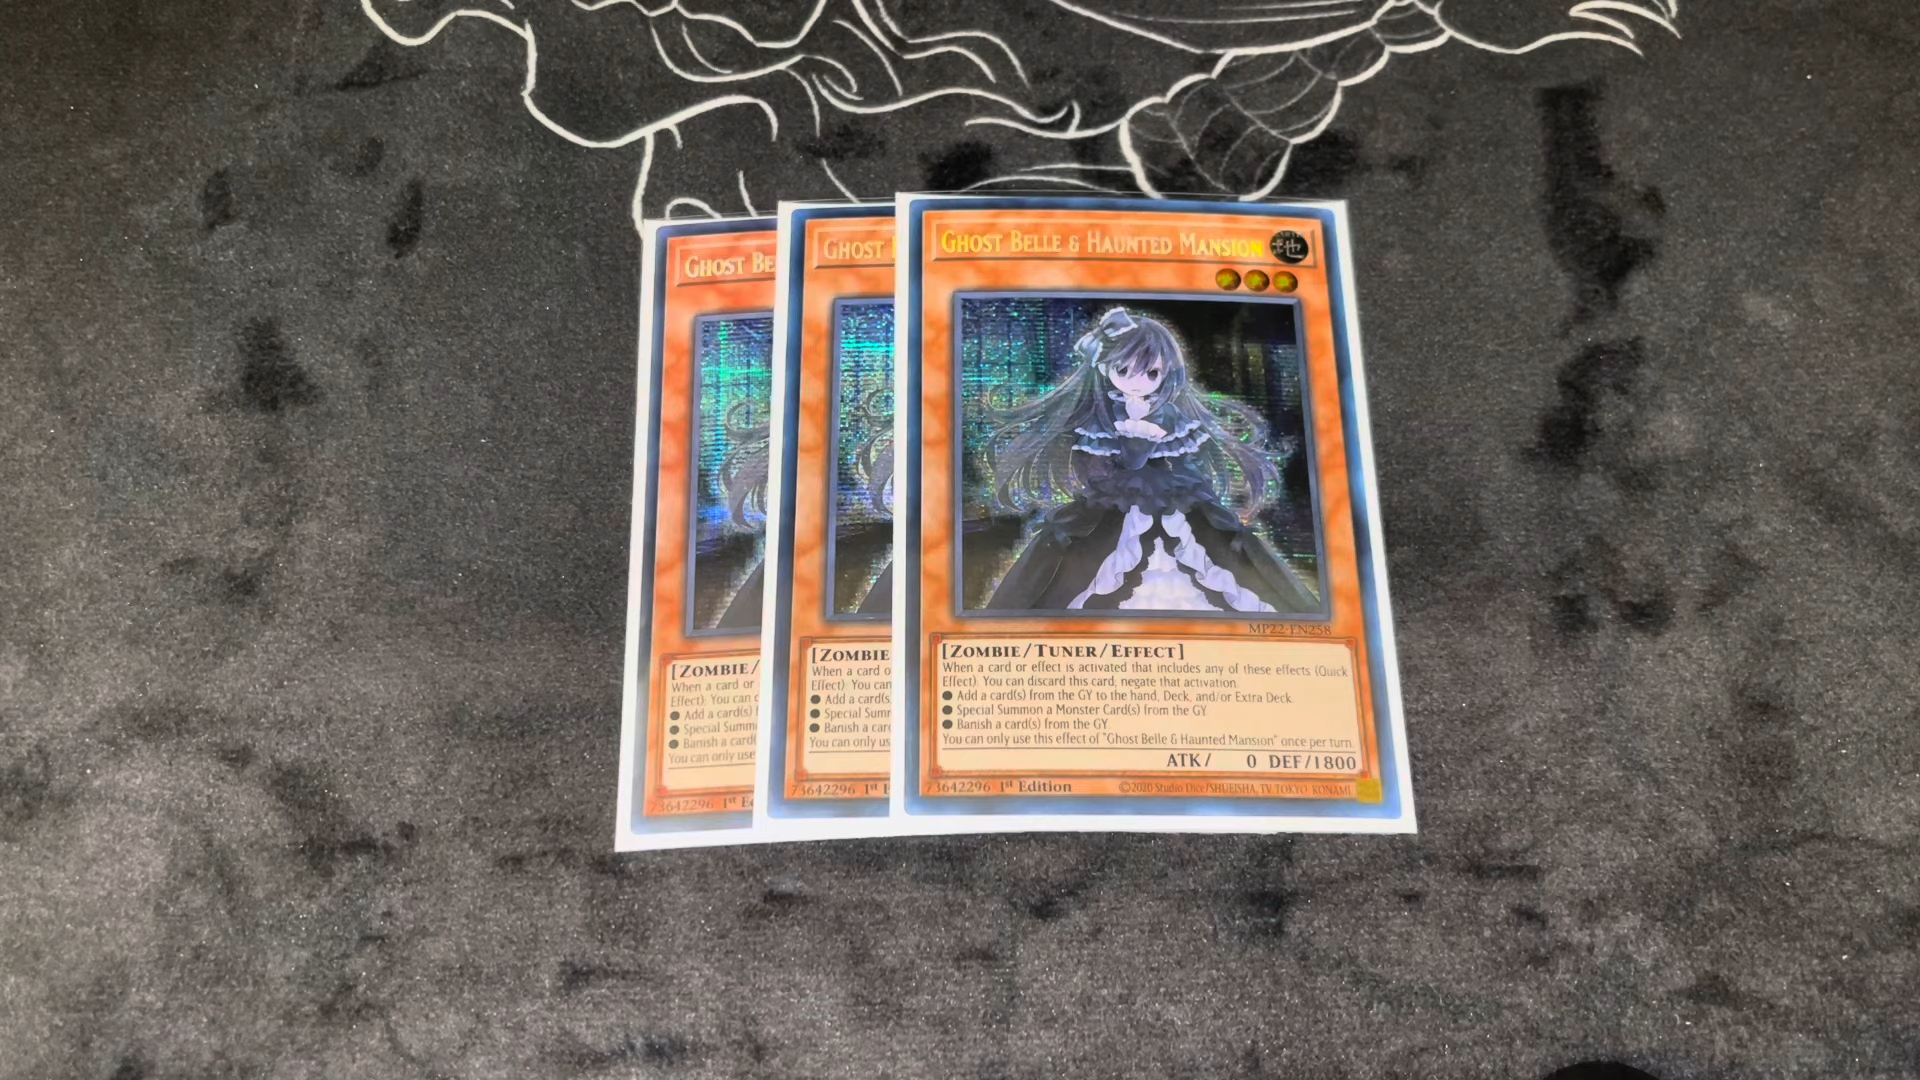 GHOST BE
[ZOMBIE/
When a card or
Effect): You can d
● Add a card(s)
● Special Summ
● Banish a card
You can only use
73642296 1st Ed
GHOST
[ZOMBIE
When a card o
Effect): You can
● Add a card(s)
● Special Sum
● Banish a car
You can only us
73642296 1st E
GHOST BELLE & HAUNTED MANSION
MP22-EN258
[ZOMBIE/TUNER/EFFECT]
When a card or effect is activated that includes any of these effects (Quick
Effect): You can discard this card; negate that activation.
● Add a card(s) from the GY to the hand, Deck, and/or Extra Deck.
● Special Summon a Monster Card(s) from the GY.
● Banish a card(s) from the GY.
You can only use this effect of "Ghost Belle & Haunted Mansion" once per turn.
ATK/ 0 DEF/1800
73642296 1st Edition
©2020 Studio Dice/SHUEISHA, TV TOKYO, KONAMI